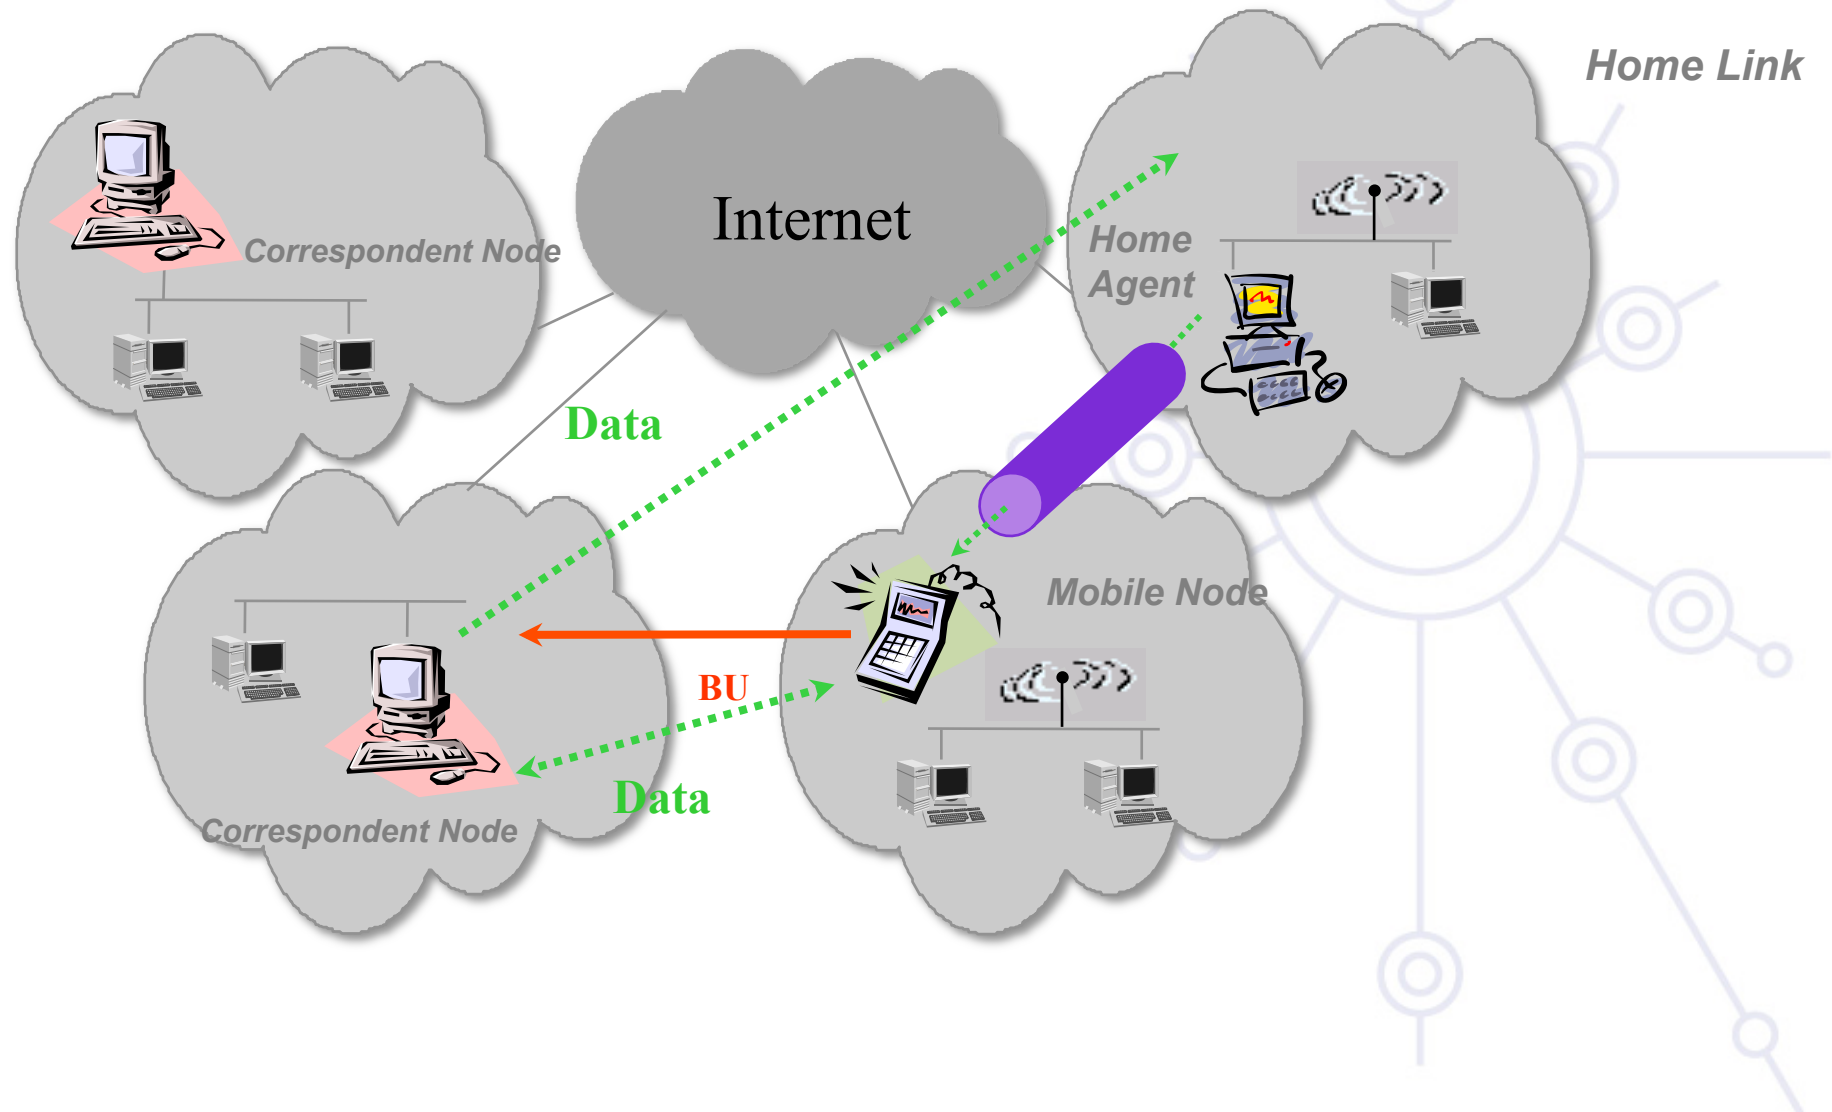 Home Link
Internet
Correspondent Node
Home
Agent
Data
Mobile Node
BU
Data
Correspondent Node